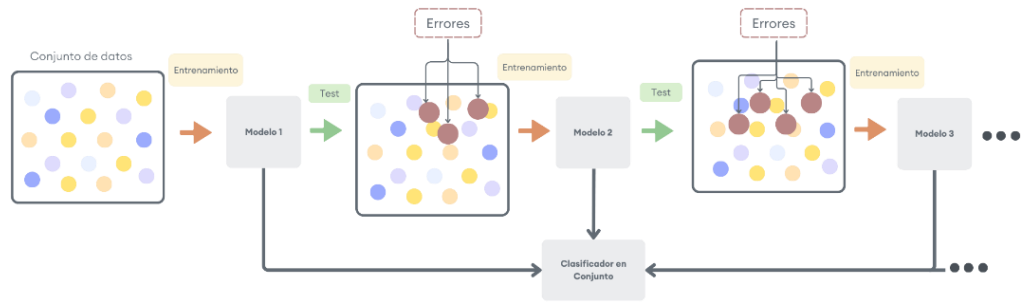 Errores
Errores
Conjunto de datos
Entrenamiento
Entrenamiento
Entrenamiento
Test
Test
Modelo 1
Modelo 2
Modelo 3
Clasificador en
Conjunto